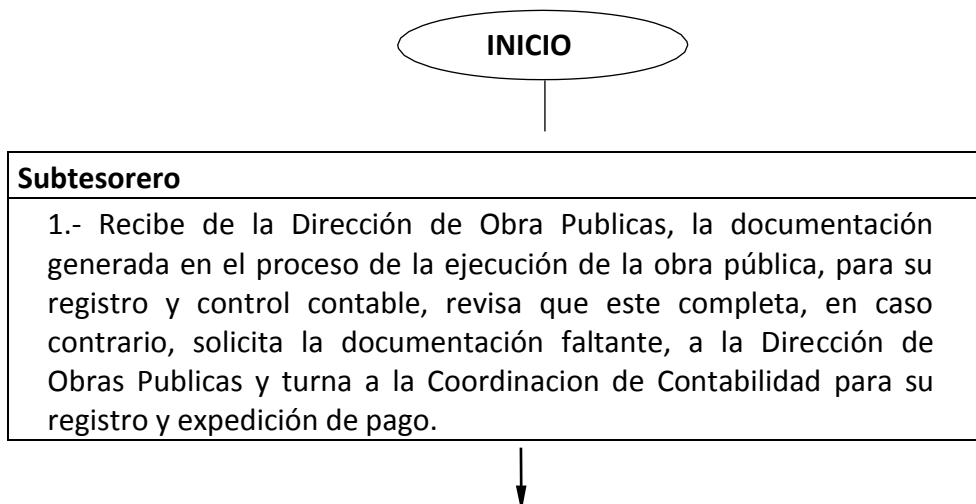 INICIO
Subtesorero
1.- Recibe de la Dirección de Obra Publicas, la documentación
generada en el proceso de la ejecución de la obra pública, para su
registro y control contable, revisa que este completa, en caso
contrario, solicita la documentación faltante, a la Dirección de
Obras Publicas y turna a la Coordinacion de Contabilidad para su
registro y expedición de pago.